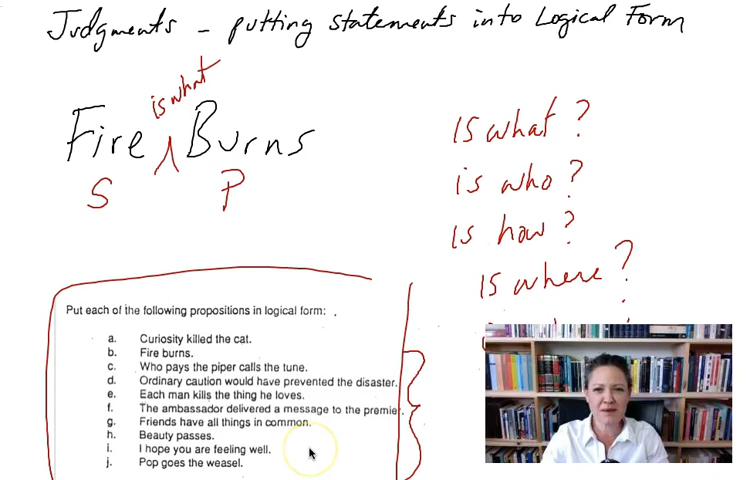 Judgments - putting statements into Logical Form
is what
Fire ∧ Burns
S P
is what?
is who?
is how?
is where?
Put each of the following propositions in logical form:
a. Curiosity killed the cat.
b. Fire burns.
c. Who pays the piper calls the tune.
d. Ordinary caution would have prevented the disaster.
e. Each man kills the thing he loves.
f. The ambassador delivered a message to the premier.
g. Friends have all things in common.
h. Beauty passes.
i. I hope you are feeling well.
j. Pop goes the weasel.